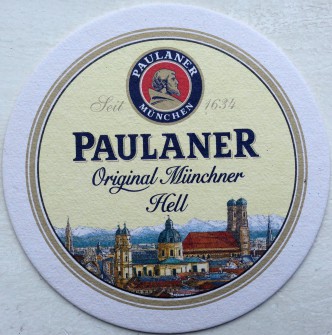 PAULANER
MÜNCHEN
Seit 1634
PAULANER
Original Münchner
Hell